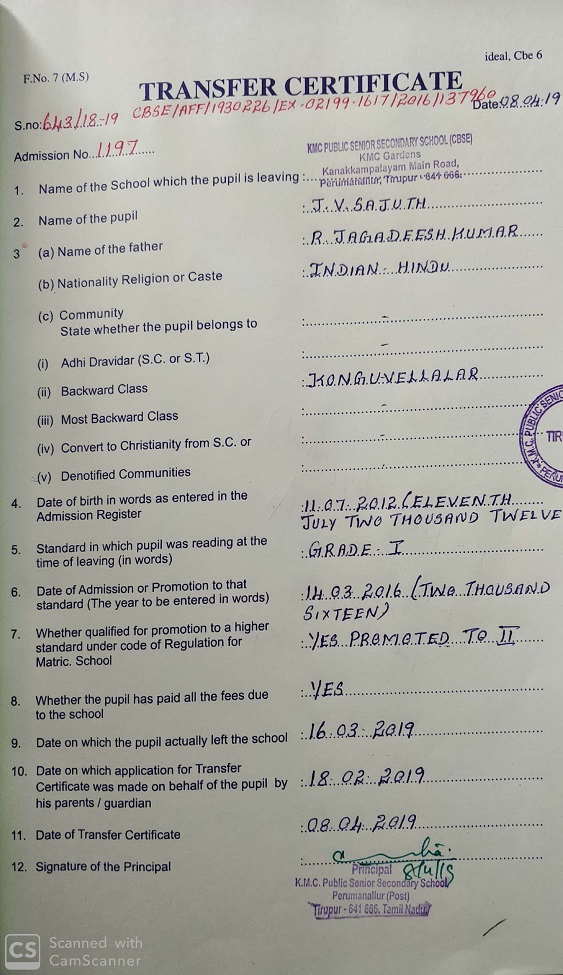 ideal, Cbe 6
F.No. 7 (M.S)
TRANSFER CERTIFICATE
S.no: 643/18-19 CBSE/AFF/1930226/EX-02199-1617/2016/137960 Date: 08.04.19
Admission No. 1197
KMC PUBLIC SENIOR SECONDARY SCHOOL (CBSE)
KMC Gardens
Kanakkampalayam Main Road,
1. Name of the School which the pupil is leaving : Perumanallur, Tirupur - 641 666.
2. Name of the pupil : J.V. SAJUTH
3 (a) Name of the father : R. JAGADEESH KUMAR
(b) Nationality Religion or Caste : INDIAN - HINDU
(c) Community
State whether the pupil belongs to : -
(i) Adhi Dravidar (S.C. or S.T.) : -
(ii) Backward Class : KONGU VELLALAR
(iii) Most Backward Class : -
(iv) Convert to Christianity from S.C. or : -
(v) Denotified Communities : -
4. Date of birth in words as entered in the : 11.07.2012 (ELEVENTH
Admission Register JULY TWO THOUSAND TWELVE
5. Standard in which pupil was reading at the : GRADE - I
time of leaving (in words)
6. Date of Admission or Promotion to that : 14.03.2016 (TWO THOUSAND
standard (The year to be entered in words) SIXTEEN)
7. Whether qualified for promotion to a higher : YES PROMOTED TO II
standard under code of Regulation for
Matric. School
8. Whether the pupil has paid all the fees due : YES
to the school
9. Date on which the pupil actually left the school : 16.03.2019
10. Date on which application for Transfer : 18.02.2019
Certificate was made on behalf of the pupil by
his parents / guardian
11. Date of Transfer Certificate : 08.04.2019
12. Signature of the Principal :
Principal 8/4/19
K.M.C. Public Senior Secondary School
Perumanallur (Post)
Tirupur - 641 666. Tamil Nadu
K.M.C. PUBLIC SENIO
TIR
PERU
CS Scanned with
CamScanner